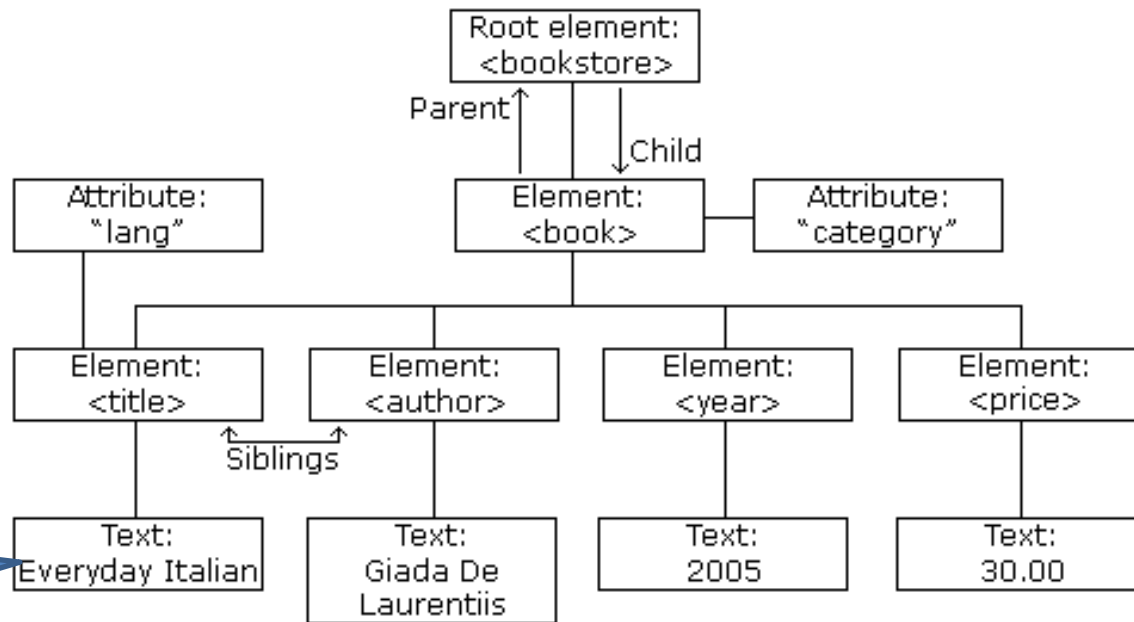 Root element:
<bookstore>
Parent
Child
Attribute:
“lang”
Element:
<book>
Attribute:
“category”
Element:
<title>
Element:
<author>
Element:
<year>
Element:
<price>
Siblings
Text:
Everyday Italian
Text:
Giada De
Laurentiis
Text:
2005
Text:
30.00